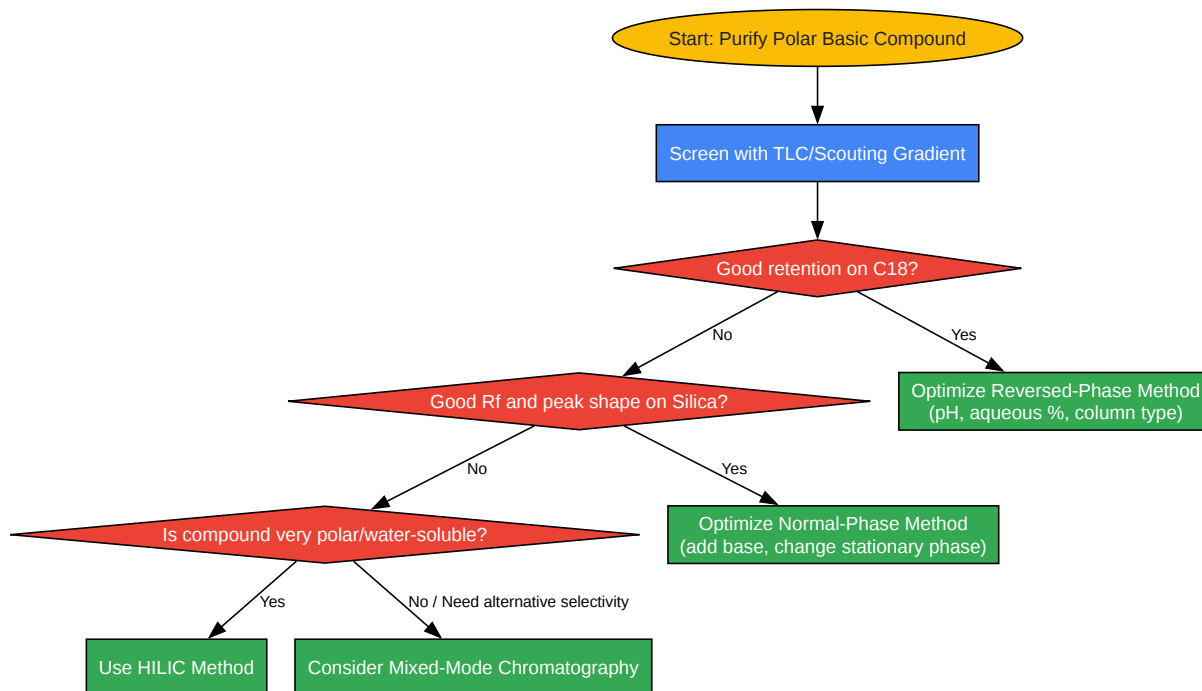 Start: Purify Polar Basic Compound
Screen with TLC/Scouting Gradient
Good retention on C18?
No
Yes
Good Rf and peak shape on Silica?
Optimize Reversed-Phase Method
(pH, aqueous %, column type)
No
Yes
Is compound very polar/water-soluble?
Optimize Normal-Phase Method
(add base, change stationary phase)
Yes
No / Need alternative selectivity
Use HILIC Method
Consider Mixed-Mode Chromatography